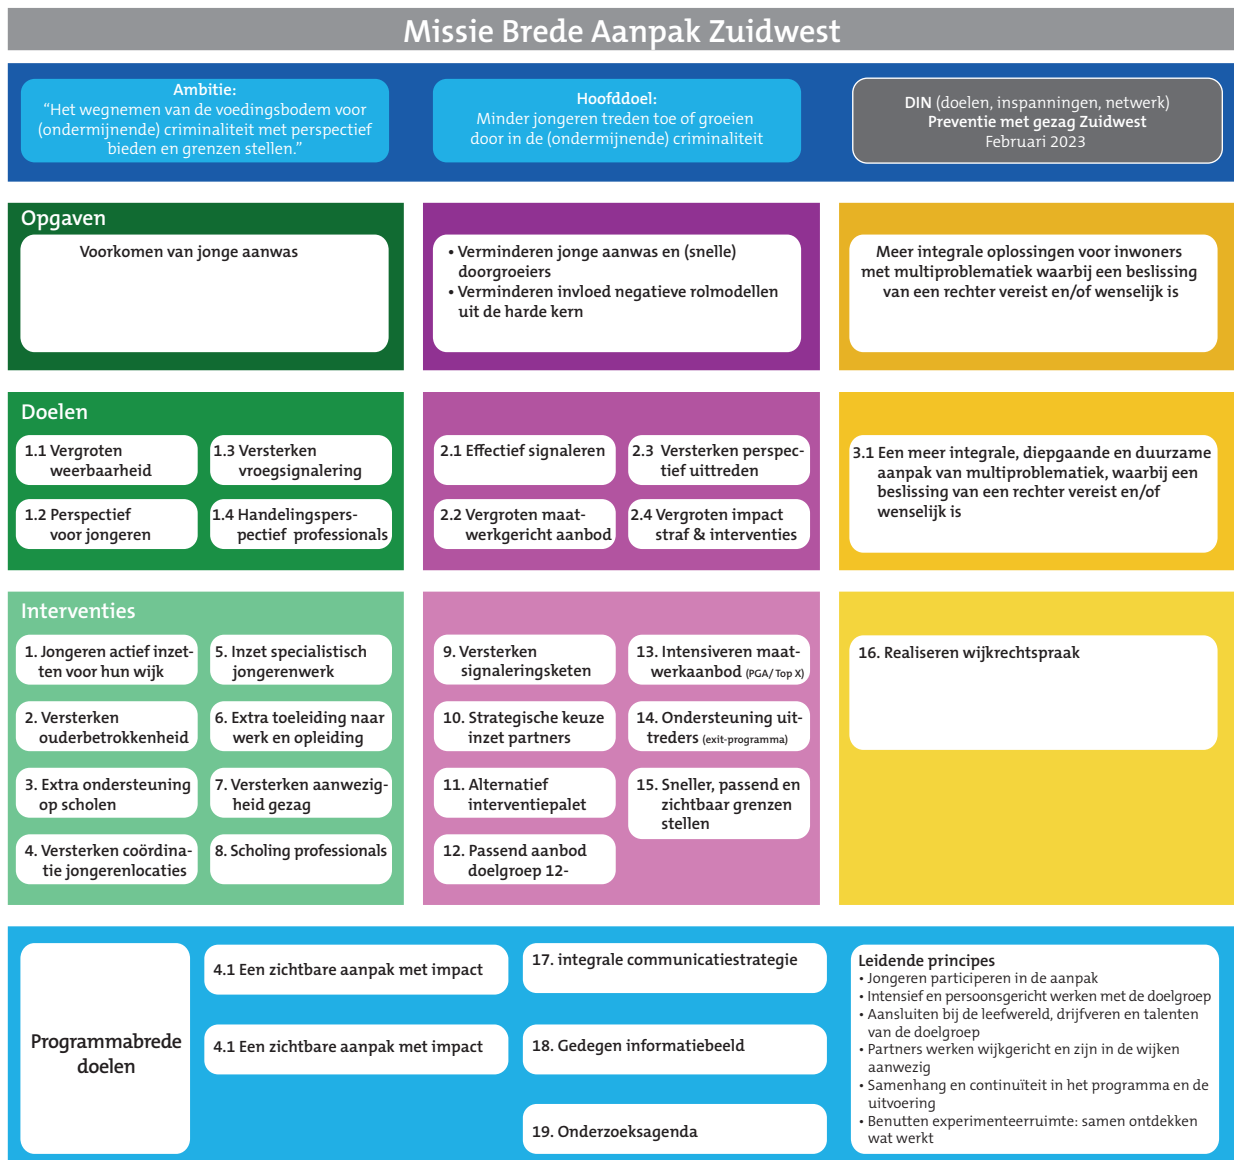 Missie Brede Aanpak Zuidwest
Ambitie:
“Het wegnemen van de voedingsbodem voor
(ondermijnende) criminaliteit met perspectief
bieden en grenzen stellen.”
Hoofddoel:
Minder jongeren treden toe of groeien
door in de (ondermijnende) criminaliteit
DIN (doelen, inspanningen, netwerk)
Preventie met gezag Zuidwest
Februari 2023
Opgaven
Voorkomen van jonge aanwas
• Verminderen jonge aanwas en (snelle)
doorgroeiers
• Verminderen invloed negatieve rolmodellen
uit de harde kern
Meer integrale oplossingen voor inwoners
met multiproblematiek waarbij een beslissing
van een rechter vereist en/of wenselijk is
Doelen
1.1 Vergroten
weerbaarheid
1.3 Versterken
vroegsignalering
1.2 Perspectief
voor jongeren
1.4 Handelingspers-
pectief professionals
2.1 Effectief signaleren
2.3 Versterken perspec-
tief uittreden
2.2 Vergroten maat-
werkgericht aanbod
2.4 Vergroten impact
straf & interventies
3.1 Een meer integrale, diepgaande en duurzame
aanpak van multiproblematiek, waarbij een
beslissing van een rechter vereist en/of
wenselijk is
Interventies
1. Jongeren actief inzet-
ten voor hun wijk
5. Inzet specialistisch
jongerenwerk
2. Versterken
ouderbetrokkenheid
6. Extra toeleiding naar
werk en opleiding
3. Extra ondersteuning
op scholen
7. Versterken aanwezig-
heid gezag
4. Versterken coördina-
tie jongerenlocaties
8. Scholing professionals
9. Versterken
signaleringsketen
13. Intensiveren maat-
werkaanbod (PGA/ Top X)
10. Strategische keuze
inzet partners
14. Ondersteuning uit-
treders (exit-programma)
11. Alternatief
interventiepalet
15. Sneller, passend en
zichtbaar grenzen
stellen
12. Passend aanbod
doelgroep 12-
16. Realiseren wijkrechtspraak
Programmabrede
doelen
4.1 Een zichtbare aanpak met impact
4.1 Een zichtbare aanpak met impact
17. integrale communicatiestrategie
18. Gedegen informatiebeeld
19. Onderzoeksagenda
Leidende principes
• Jongeren participeren in de aanpak
• Intensief en persoonsgericht werken met de doelgroep
• Aansluiten bij de leefwereld, drijfveren en talenten
van de doelgroep
• Partners werken wijkgericht en zijn in de wijken
aanwezig
• Samenhang en continuïteit in het programma en de
uitvoering
• Benutten experimenteerruimte: samen ontdekken
wat werkt